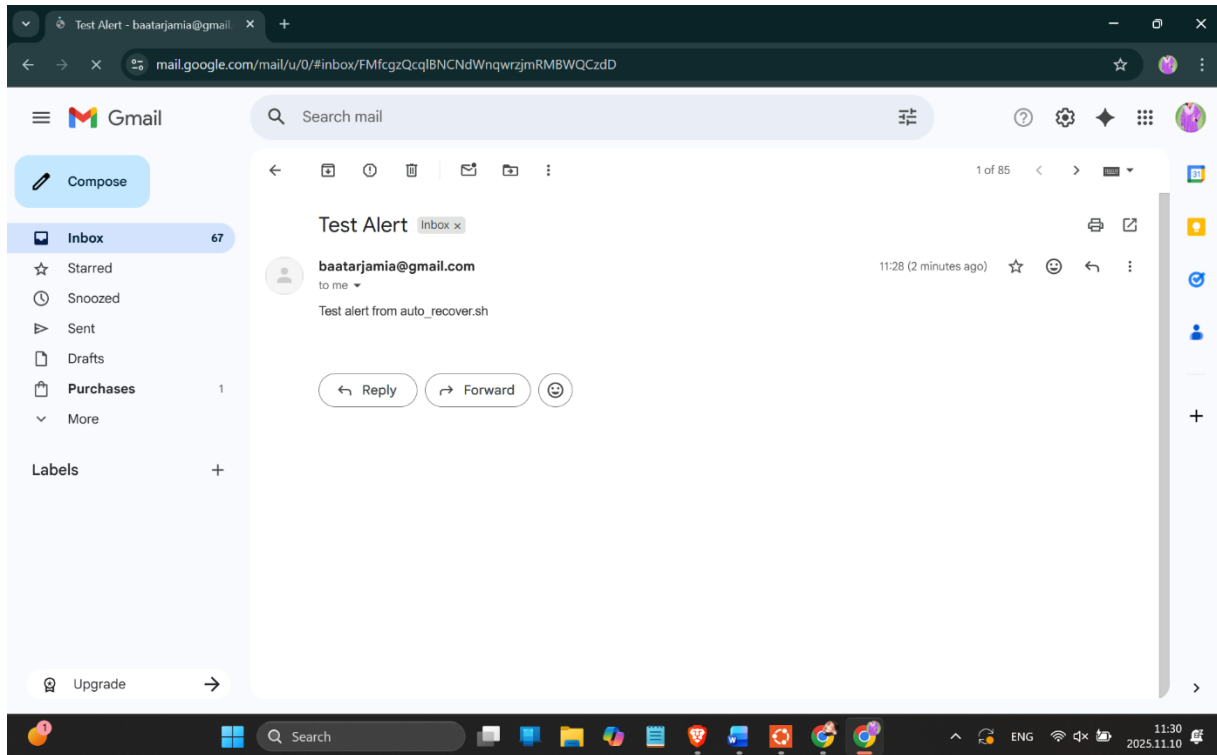 Test Alert - baatarjamia@gmail.
mail.google.com/mail/u/0/#inbox/FMfcgzQcqlBNCNdWnqwrzjmRMBWQCzdD
Gmail
Search mail
Compose
1 of 85
31
Test Alert Inbox x
Inbox 67
baatarjamia@gmail.com 11:28 (2 minutes ago)
to me
Starred
Snoozed
Test alert from auto_recover.sh
Sent
Drafts
Purchases 1
Reply Forward
More
Labels
Upgrade
1
Search
ENG
11:30
2025.11.10